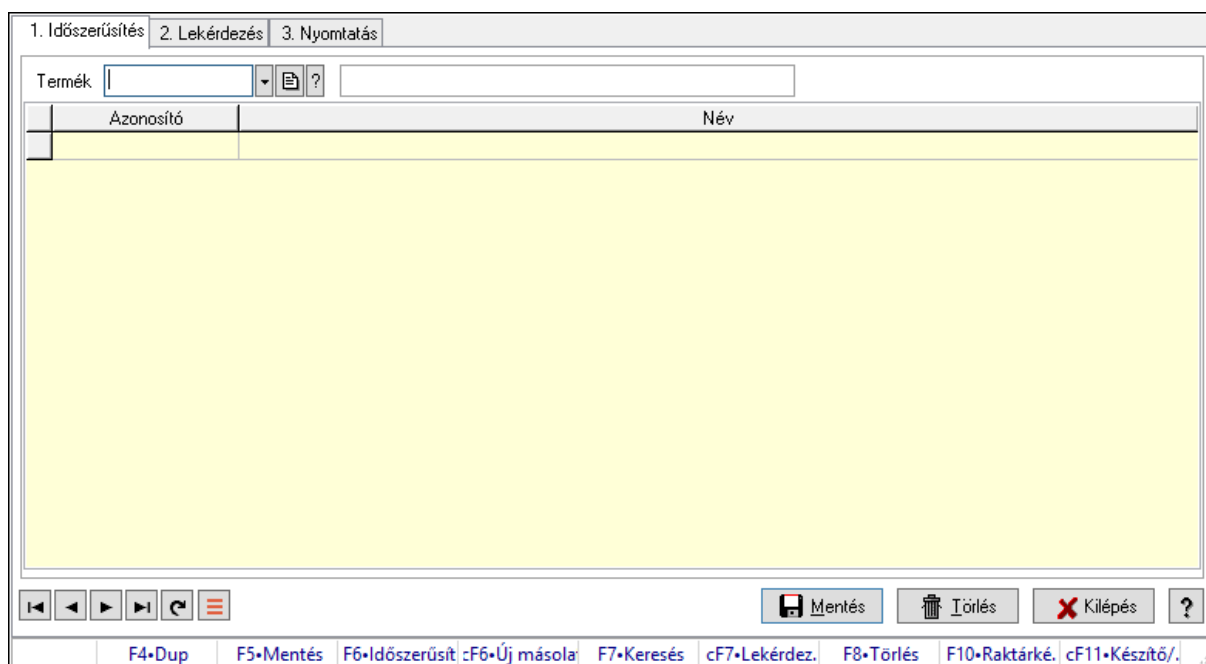 1. Időszerűsítés 2. Lekérdezés 3. Nyomtatás
Termék ?
Azonosító Név
Mentés Törlés Kilépés ?
F4•Dup F5•Mentés F6•Időszerűsít cF6•Új másola F7•Keresés cF7•Lekérdez. F8•Törlés F10•Raktárké. cF11•Készítő/.